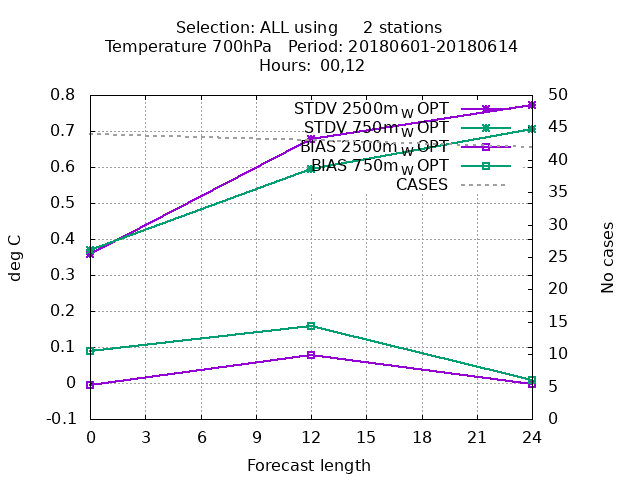 Selection: ALL using     2 stations
Temperature 700hPa   Period: 20180601-20180614
Hours: 00,12
STDV 2500m_W OPT
STDV 750m_W OPT
BIAS 2500m_W OPT
BIAS 750m_W OPT
CASES
0.8
0.7
0.6
0.5
0.4
0.3
0.2
0.1
0
-0.1
50
45
40
35
30
25
20
15
10
5
0
deg C
No cases
0 3 6 9 12 15 18 21 24
Forecast length